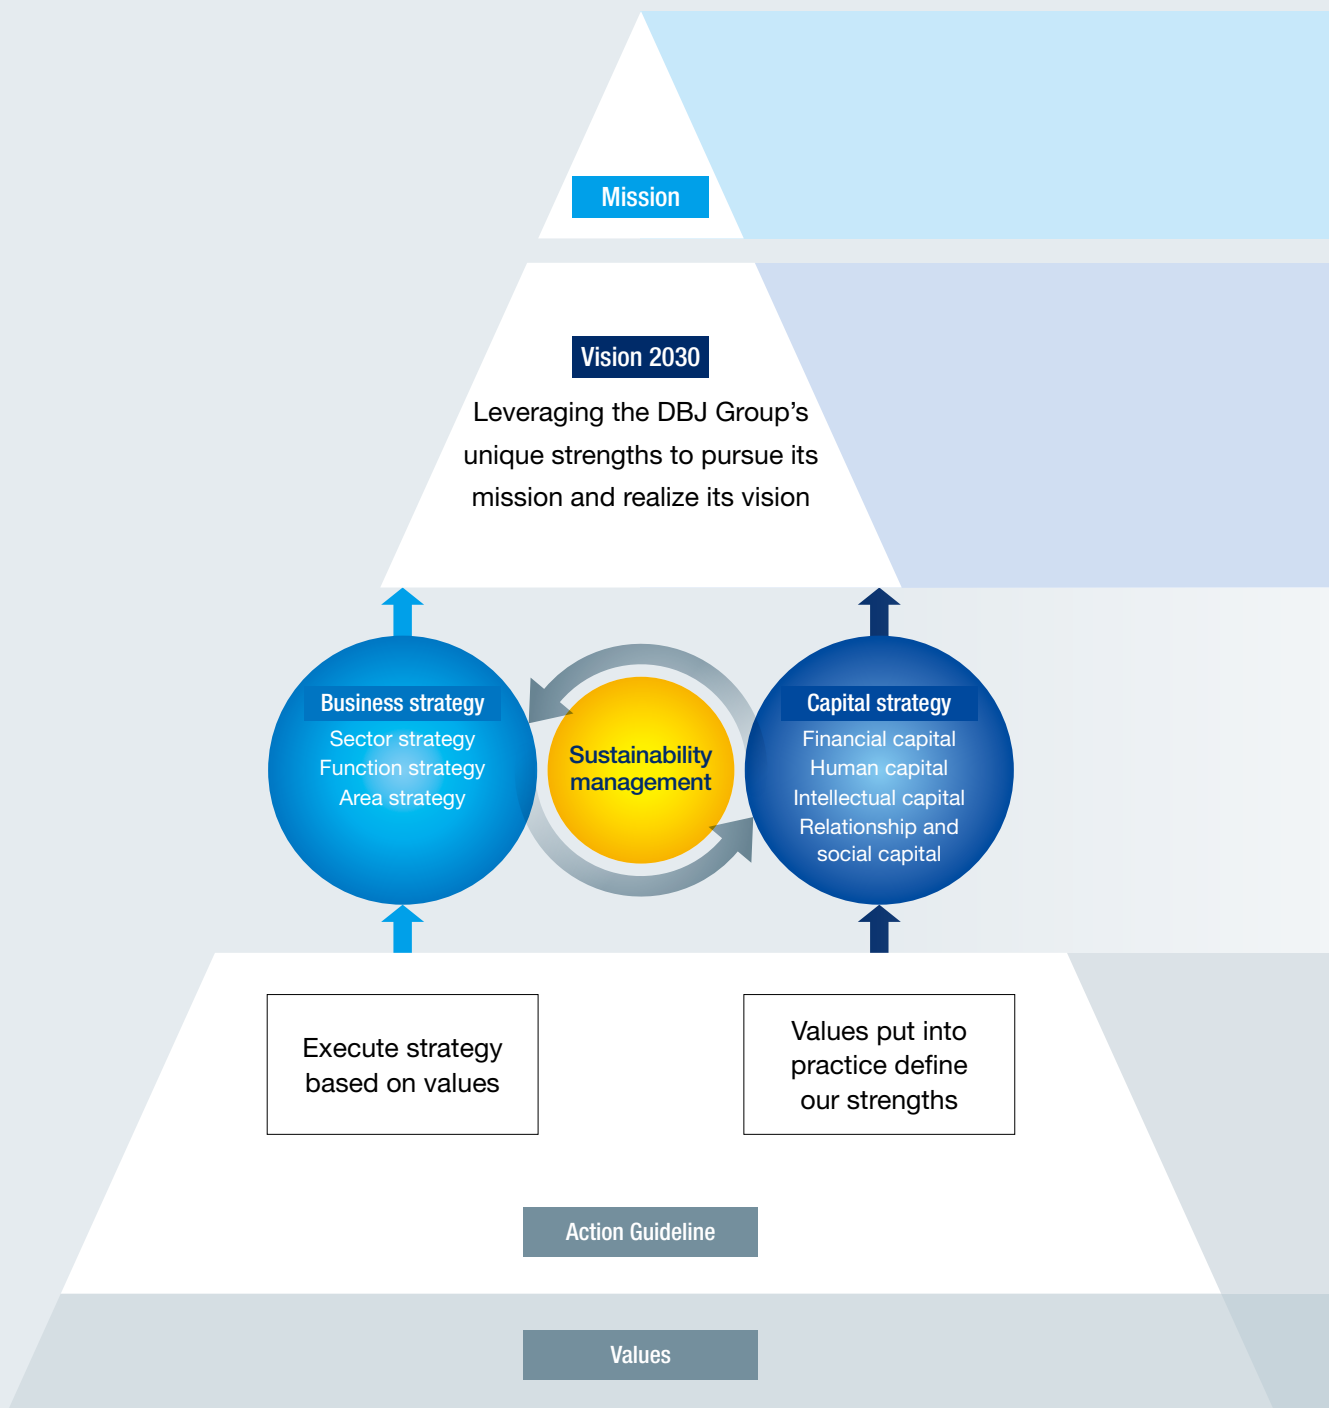 Mission
Vision 2030
Leveraging the DBJ Group’s
unique strengths to pursue its
mission and realize its vision
Business strategy
Sector strategy
Function strategy
Area strategy
Sustainability
management
Capital strategy
Financial capital
Human capital
Intellectual capital
Relationship and
social capital
Execute strategy
based on values
Values put into
practice define
our strengths
Action Guideline
Values